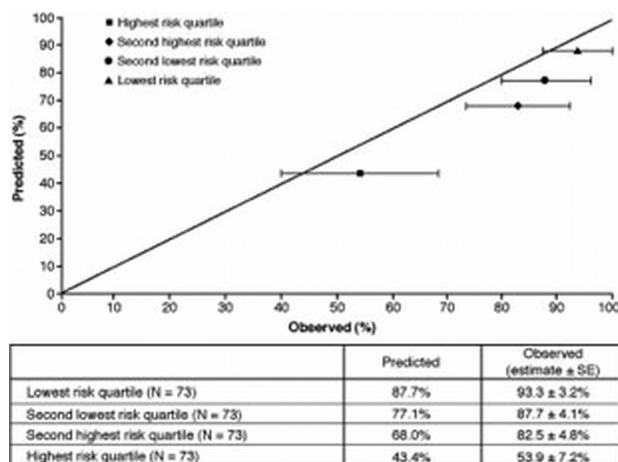 100
90
80
70
60
50
40
30
20
10
0
Predicted (%)
Highest risk quartile
Second highest risk quartile
Second lowest risk quartile
Lowest risk quartile
0 10 20 30 40 50 60 70 80 90 100
Observed (%)
Predicted Observed
(estimate ± SE)
Lowest risk quartile (N = 73) 87.7% 93.3 ± 3.2%
Second lowest risk quartile (N = 73) 77.1% 87.7 ± 4.1%
Second highest risk quartile (N = 73) 68.0% 82.5 ± 4.8%
Highest risk quartile (N = 73) 43.4% 53.9 ± 7.2%